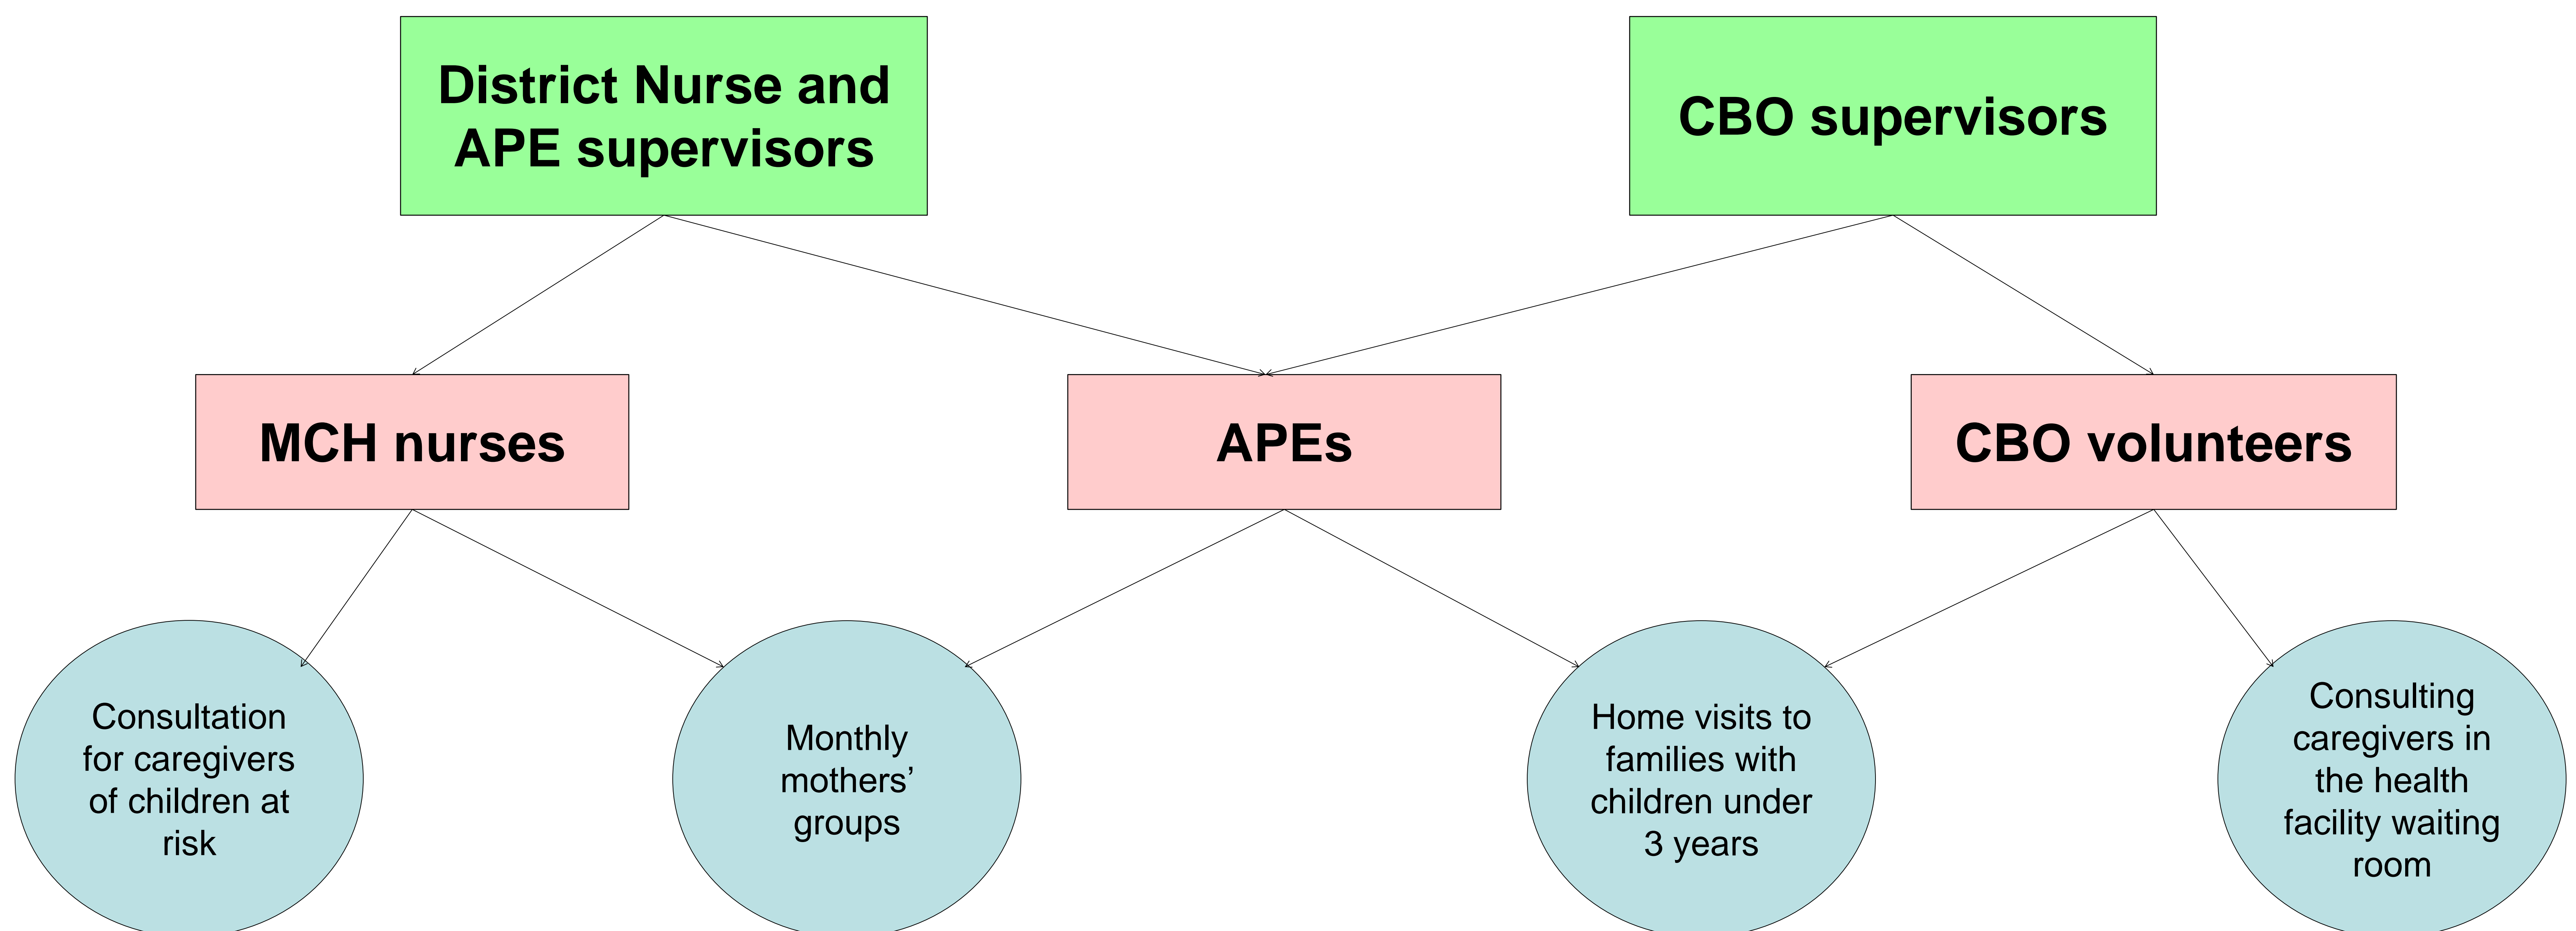 District Nurse and
APE supervisors
CBO supervisors
MCH nurses
APEs
CBO volunteers
Consultation
for caregivers
of children at
risk
Monthly
mothers’
groups
Home visits to
families with
children under
3 years
Consulting
caregivers in
the health
facility waiting
room